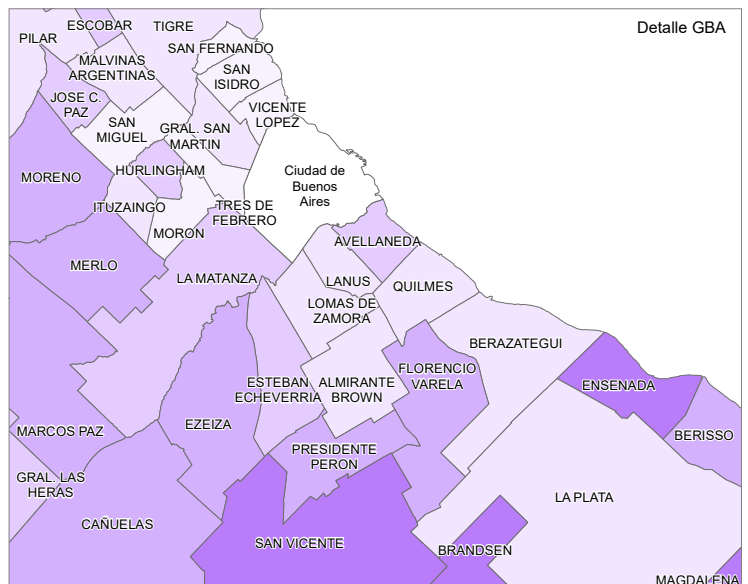 Detalle GBA
ESCOBAR
TIGRE
PILAR
SAN FERNANDO
MALVINAS
ARGENTINAS
SAN
ISIDRO
JOSE C.
PAZ
VICENTE
LOPEZ
SAN
MIGUEL
GRAL. SAN
MARTIN
HURLINGHAM
Ciudad de
Buenos
Aires
MORENO
ITUZAINGO
TRES DE
FEBRERO
MORON
AVELLANEDA
MERLO
LA MATANZA
LANUS
QUILMES
LOMAS DE
ZAMORA
BERAZATEGUI
ESTEBAN
ECHEVERRIA
ALMIRANTE
BROWN
FLORENCIO
VARELA
ENSENADA
EZEIZA
MARCOS PAZ
BERISSO
PRESIDENTE
PERON
GRAL. LAS
HERAS
LA PLATA
CAÑUELAS
SAN VICENTE
BRANDSEN
MAGDALENA